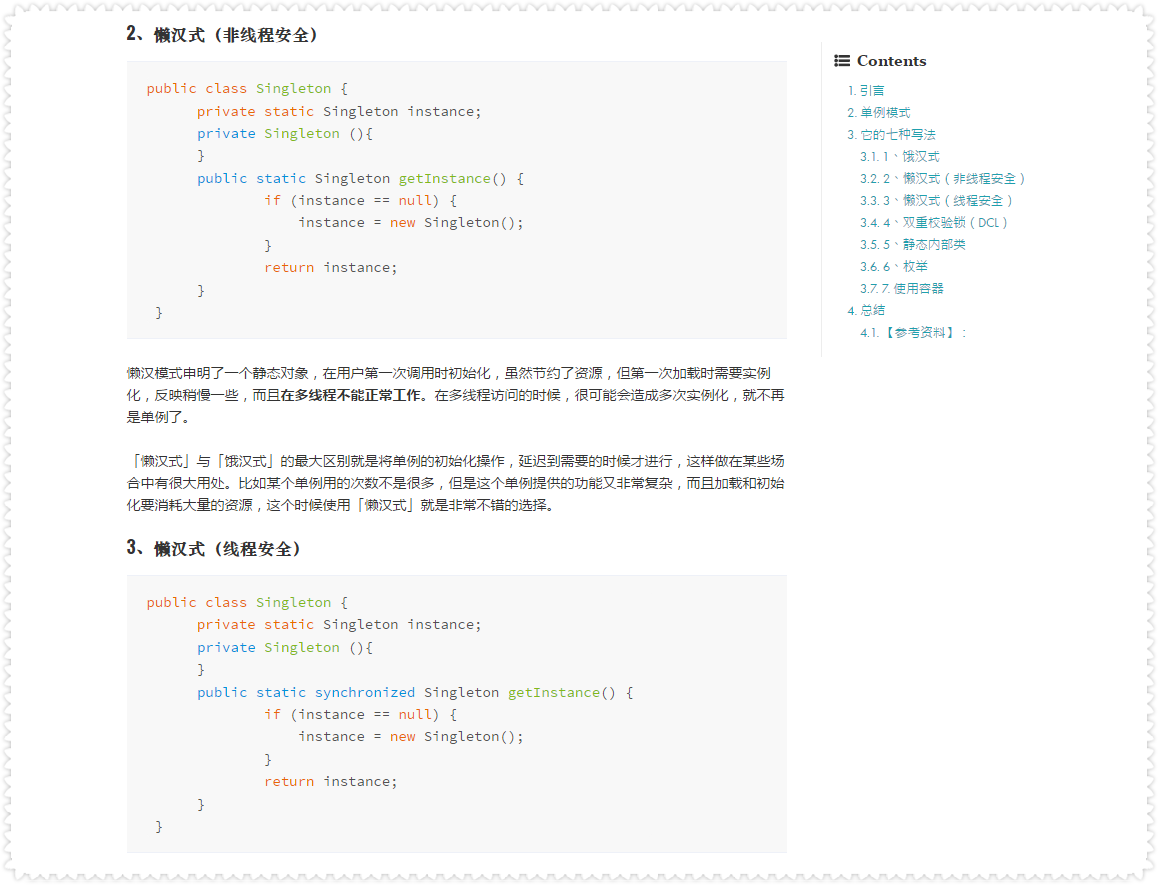 2、懒汉式（非线程安全）
public class Singleton {
private static Singleton instance;
private Singleton (){
}
public static Singleton getInstance() {
if (instance == null) {
instance = new Singleton();
}
return instance;
}
}
懒汉模式申明了一个静态对象，在用户第一次调用时初始化，虽然节约了资源，但第一次加载时需要实例
化，反映稍慢一些，而且在多线程不能正常工作。在多线程访问的时候，很可能会造成多次实例化，就不再
是单例了。
「懒汉式」与「饿汉式」的最大区别就是将单例的初始化操作，延迟到需要的时候才进行，这样做在某些场
合中有很大用处。比如某个单例用的次数不是很多，但是这个单例提供的功能又非常复杂，而且加载和初始
化要消耗大量的资源，这个时候使用「懒汉式」就是非常不错的选择。
3、懒汉式（线程安全）
public class Singleton {
private static Singleton instance;
private Singleton (){
}
public static synchronized Singleton getInstance() {
if (instance == null) {
instance = new Singleton();
}
return instance;
}
}
Contents
1. 引言
2. 单例模式
3. 它的七种写法
3.1. 1、饿汉式
3.2. 2、懒汉式（非线程安全）
3.3. 3、懒汉式（线程安全）
3.4. 4、双重校验锁（DCL）
3.5. 5、静态内部类
3.6. 6、枚举
3.7. 7. 使用容器
4. 总结
4.1. 【参考资料】：